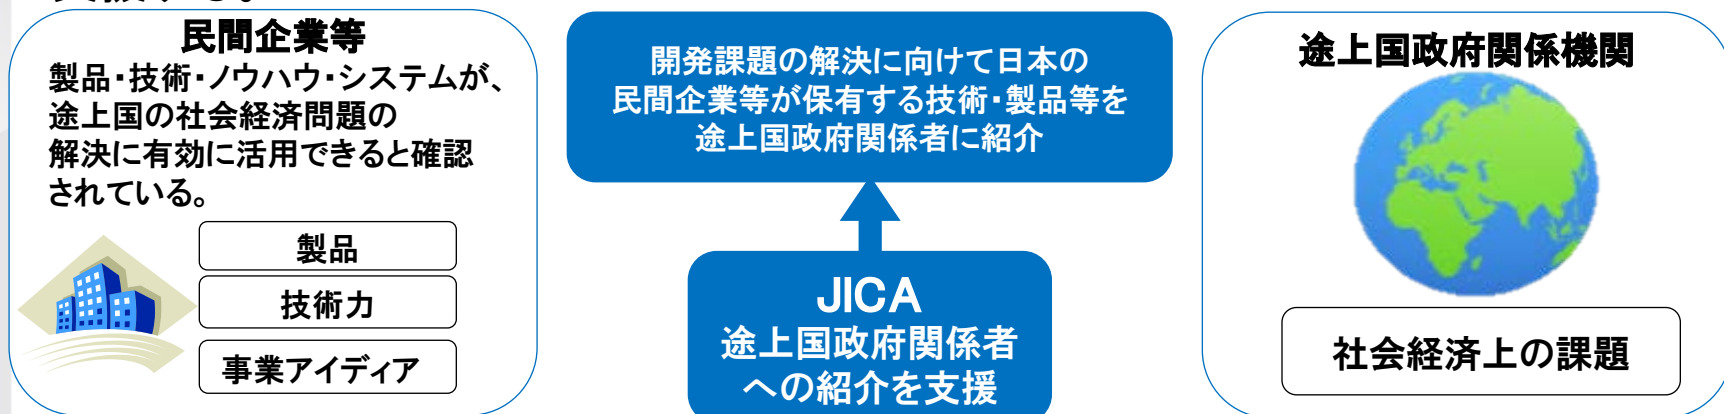 民間企業等
製品・技術・ノウハウ・システムが、
途上国の社会経済問題の
解決に有効に活用できると確認
されている。
製品
技術力
事業アイディア
開発課題の解決に向けて日本の
民間企業等が保有する技術・製品等を
途上国政府関係者に紹介
JICA
途上国政府関係者
への紹介を支援
途上国政府関係機関
社会経済上の課題